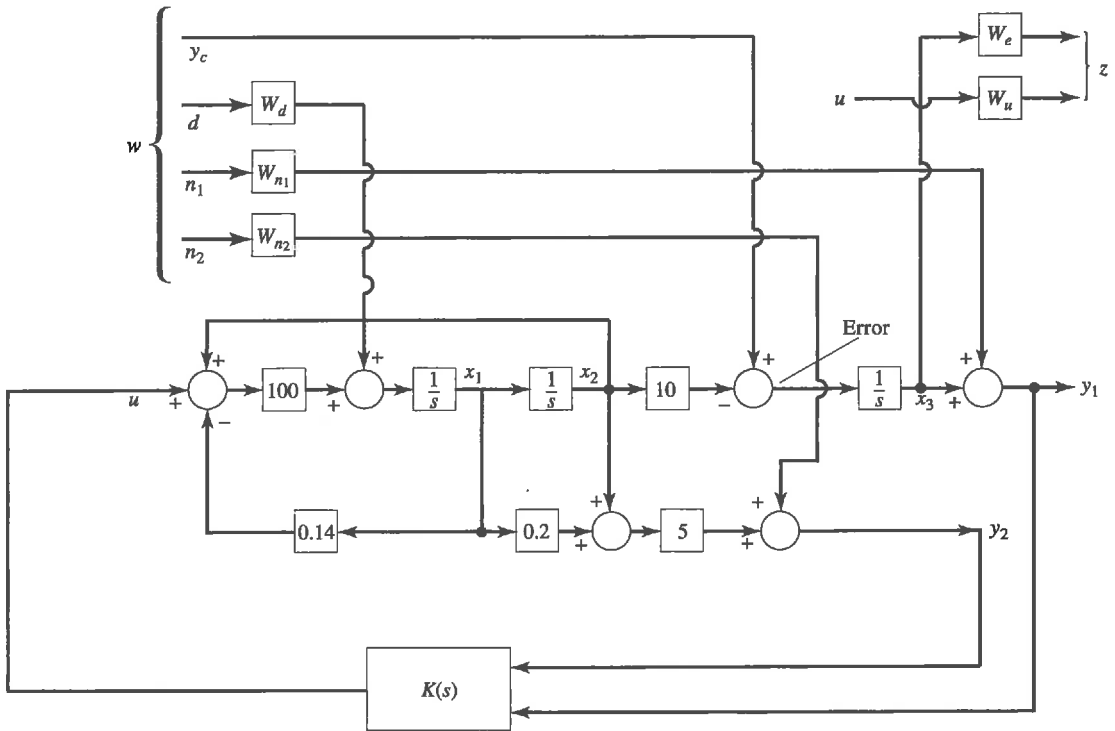 y_c
W_e
z
u
W_u
W_d
d
w
W_{n_1}
n_1
W_{n_2}
n_2
Error
+
+
+
+
u
+
100
+
1/s
x_1
1/s
x_2
10
−
1/s
x_3
+
y_1
−
+
+
0.14
0.2
+
5
+
y_2
K(s)